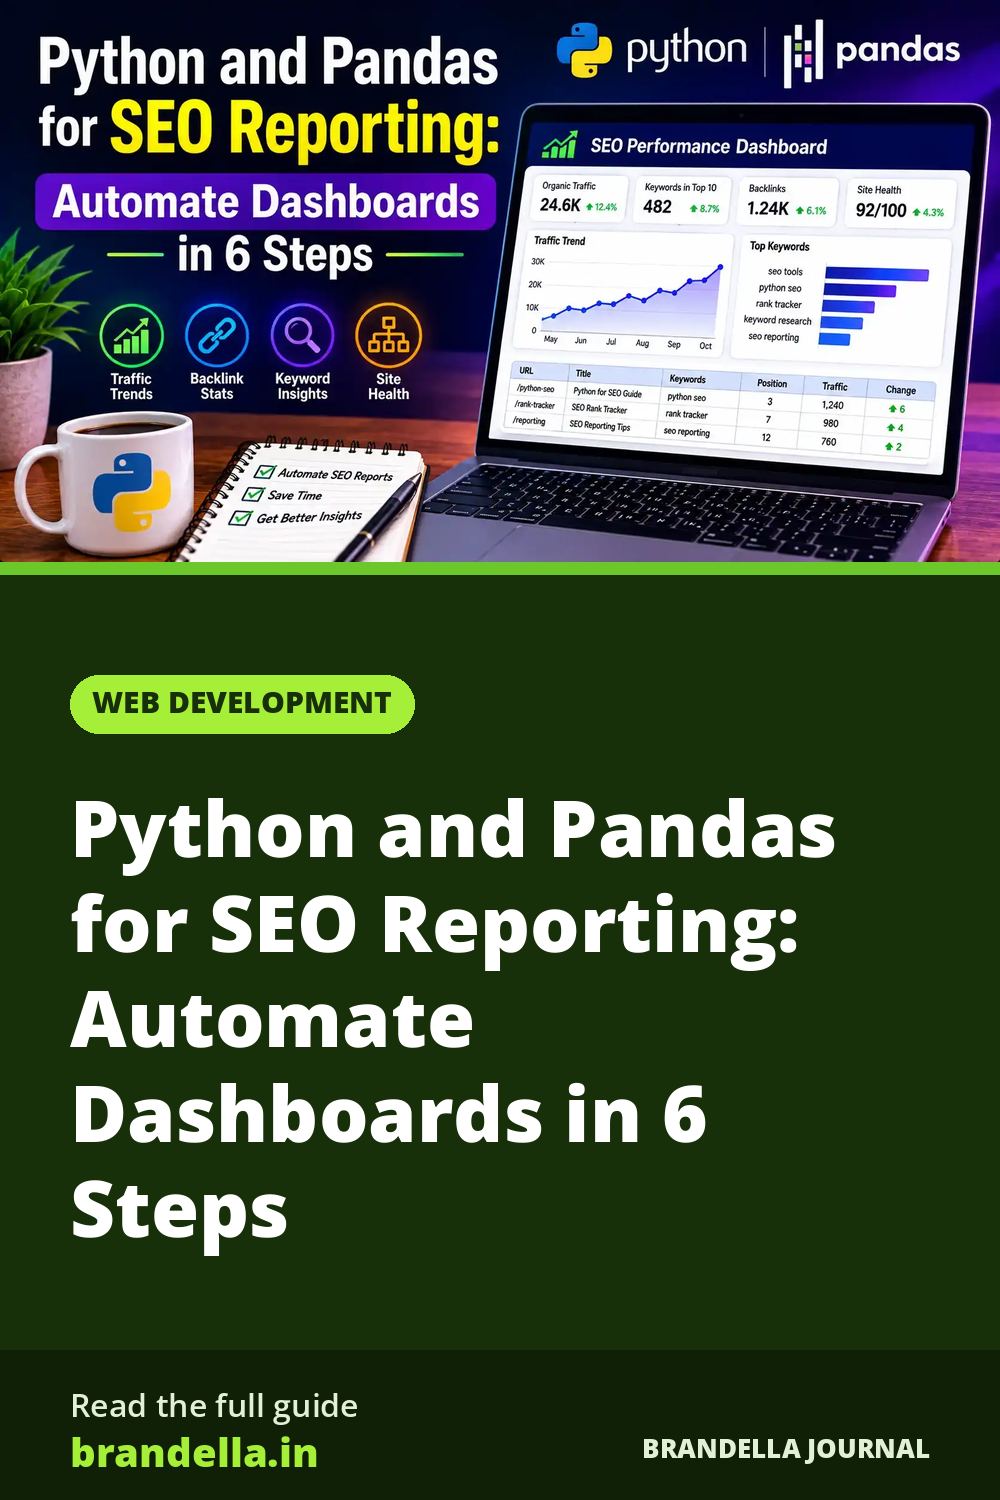 Python and Pandas
for SEO Reporting:
Automate Dashboards
in 6 Steps
Traffic
Trends
Backlink
Stats
Keyword
Insights
Site
Health
python
pandas
SEO Performance Dashboard
Organic Traffic
24.6K 12.4%
Keywords in Top 10
482 8.7%
Backlinks
1.24K 6.1%
Site Health
92/100 4.3%
Traffic Trend
30K
20K
10K
0
May Jun Jul Aug Sep Oct
Top Keywords
seo tools
python seo
rank tracker
keyword research
seo reporting
URL Title Keywords Position Traffic Change
/python-seo Python for SEO Guide python seo 3 1,240 6
/rank-tracker SEO Rank Tracker rank tracker 7 980 4
/reporting SEO Reporting Tips seo reporting 12 760 2
Automate SEO Reports
Save Time
Get Better Insights
WEB DEVELOPMENT
Python and Pandas
for SEO Reporting:
Automate
Dashboards in 6
Steps
Read the full guide
brandella.in
BRANDELLA JOURNAL